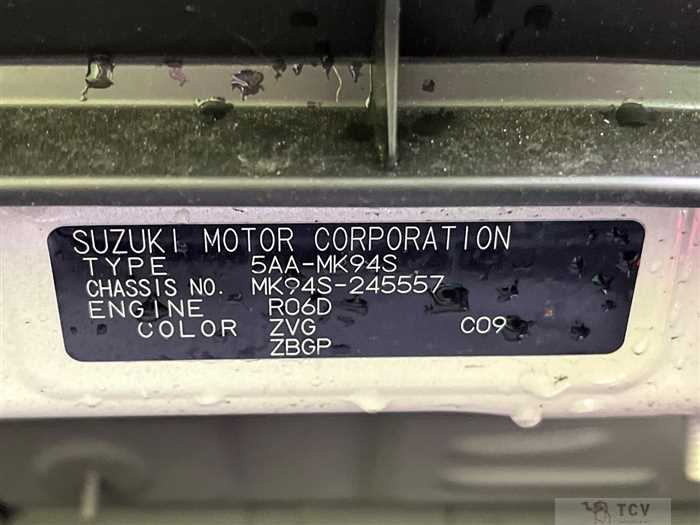 SUZUKI MOTOR CORPORATION
TYPE 5AA-MK94S
CHASSIS NO. MK94S-245557
ENGINE R06D
COLOR ZVG C09
ZBGP
TCV